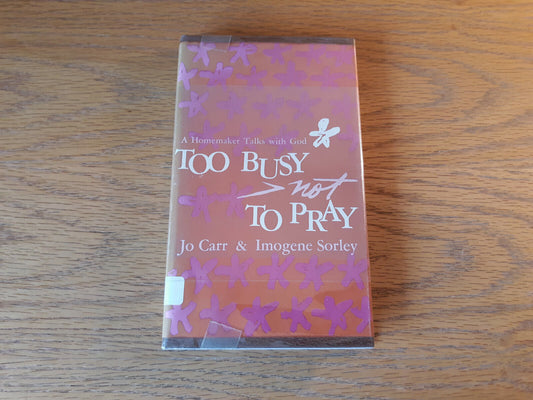 A Homemaker Talks with God
TOO BUSY
not
TO PRAY
Jo Carr & Imogene Sorley